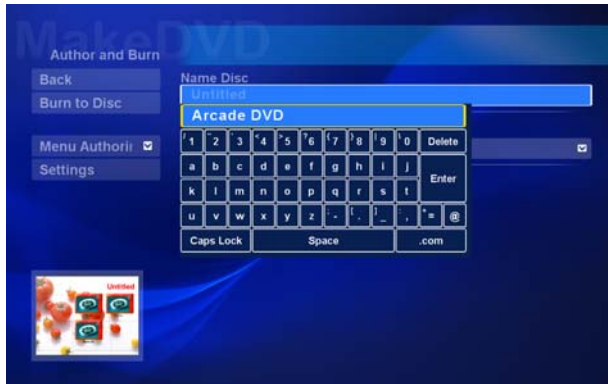 MakeDVD
Author and Burn
Back
Burn to Disc
Menu Authorin
Settings
Name Disc
Untitled
Arcade DVD
1 2 3 4 5 6 7 8 9 0 Delete
a b c d e f g h i j
Enter
k l m n o p q r s t
u v w x y z - . _ , = @
Caps Lock Space .com
Untitled